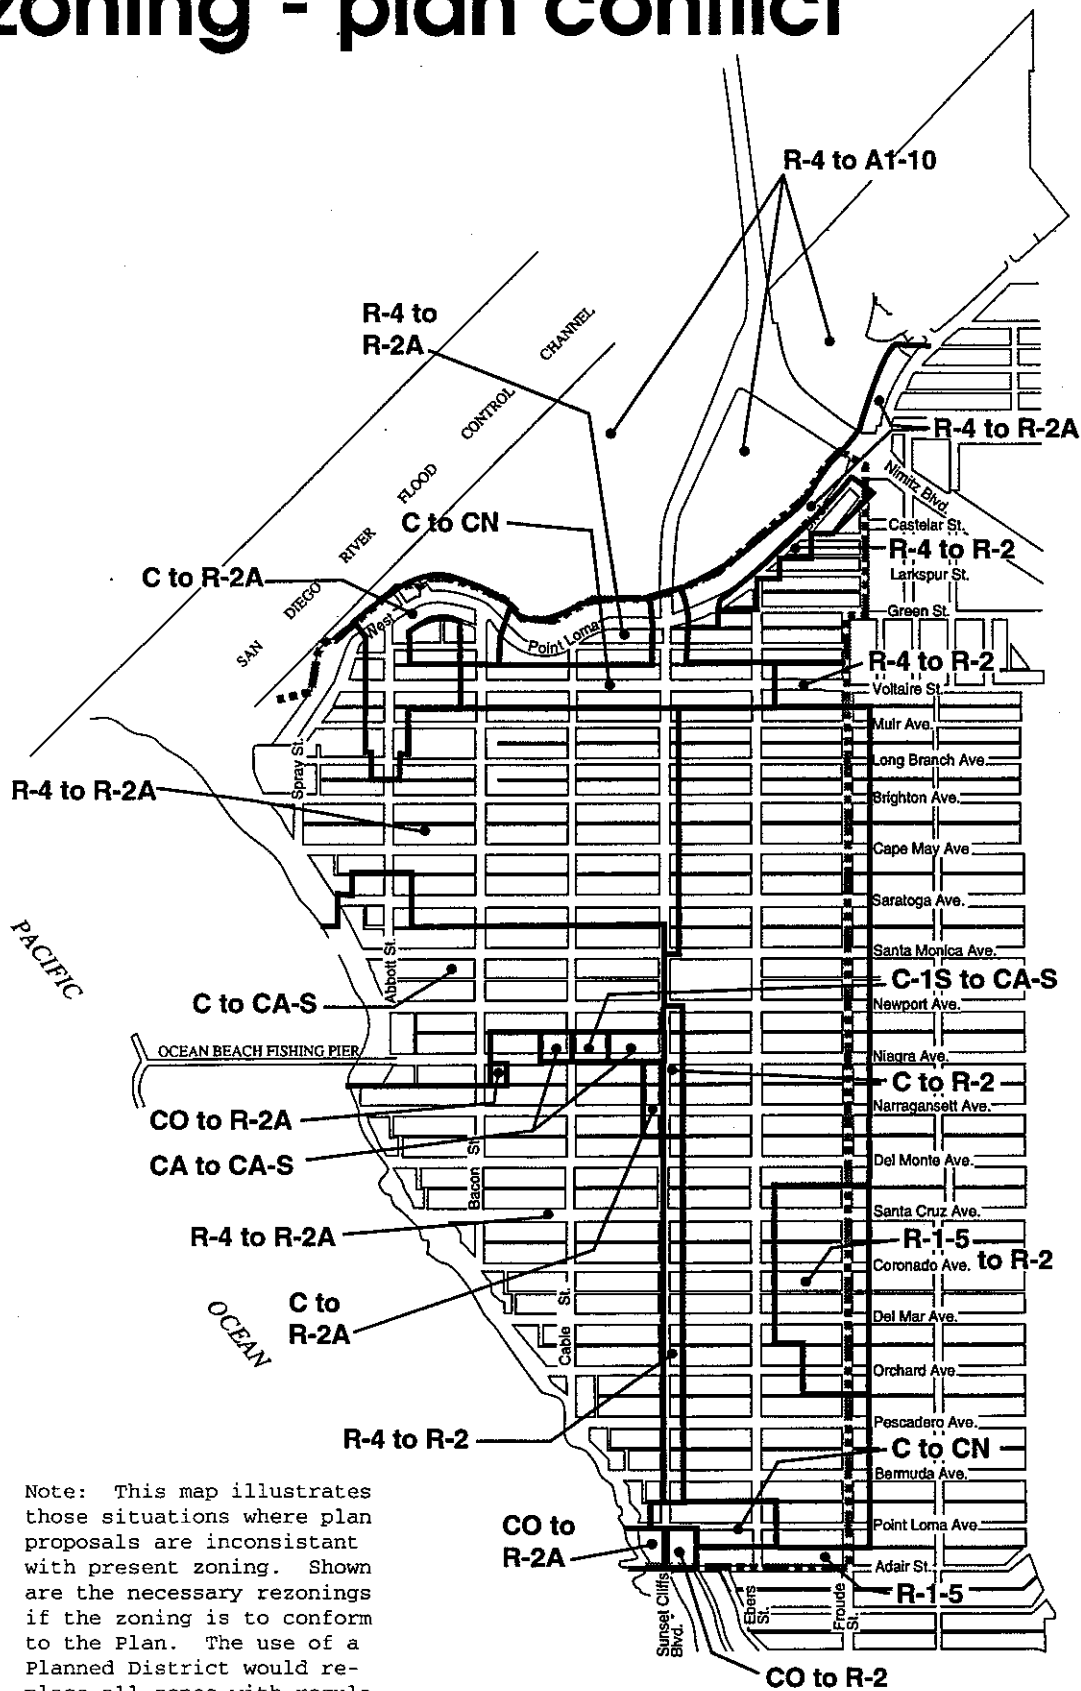 zoning - plan conflict
R-4 to A1-10
R-4 to
R-2A
CHANNEL
CONTROL
FLOOD
RIVER
DIEGO
SAN
R-4 to R-2A
Nimitz Blvd.
C to CN
Castelar St.
R-4 to R-2
C to R-2A
Larkspur St.
Green St.
West
Point Loma
R-4 to R-2
Voltaire St.
Muir Ave.
Spray St.
Long Branch Ave.
R-4 to R-2A
Brighton Ave.
Cape May Ave
Saratoga Ave.
PACIFIC
Abbott St.
Santa Monica Ave.
C-1S to CA-S
C to CA-S
Newport Ave.
OCEAN BEACH FISHING PIER
Niagra Ave.
C to R-2
CO to R-2A
Narragansett Ave.
CA to CA-S
Bacon St.
Del Monte Ave.
Santa Cruz Ave.
R-4 to R-2A
R-1-5
to R-2
Coronado Ave.
C to
R-2A
OCEAN
Cable St.
Del Mar Ave.
Orchard Ave.
Pescadero Ave.
R-4 to R-2
C to CN
Bermuda Ave.
Point Loma Ave
CO to
R-2A
Adair St.
R-1-5
Sunset Cliffs
Blvd.
Ebers
St.
Froude
St.
CO to R-2
Note: This map illustrates
those situations where plan
proposals are inconsistent
with present zoning. Shown
are the necessary rezonings
if the zoning is to conform
to the Plan. The use of a
Planned District would re-